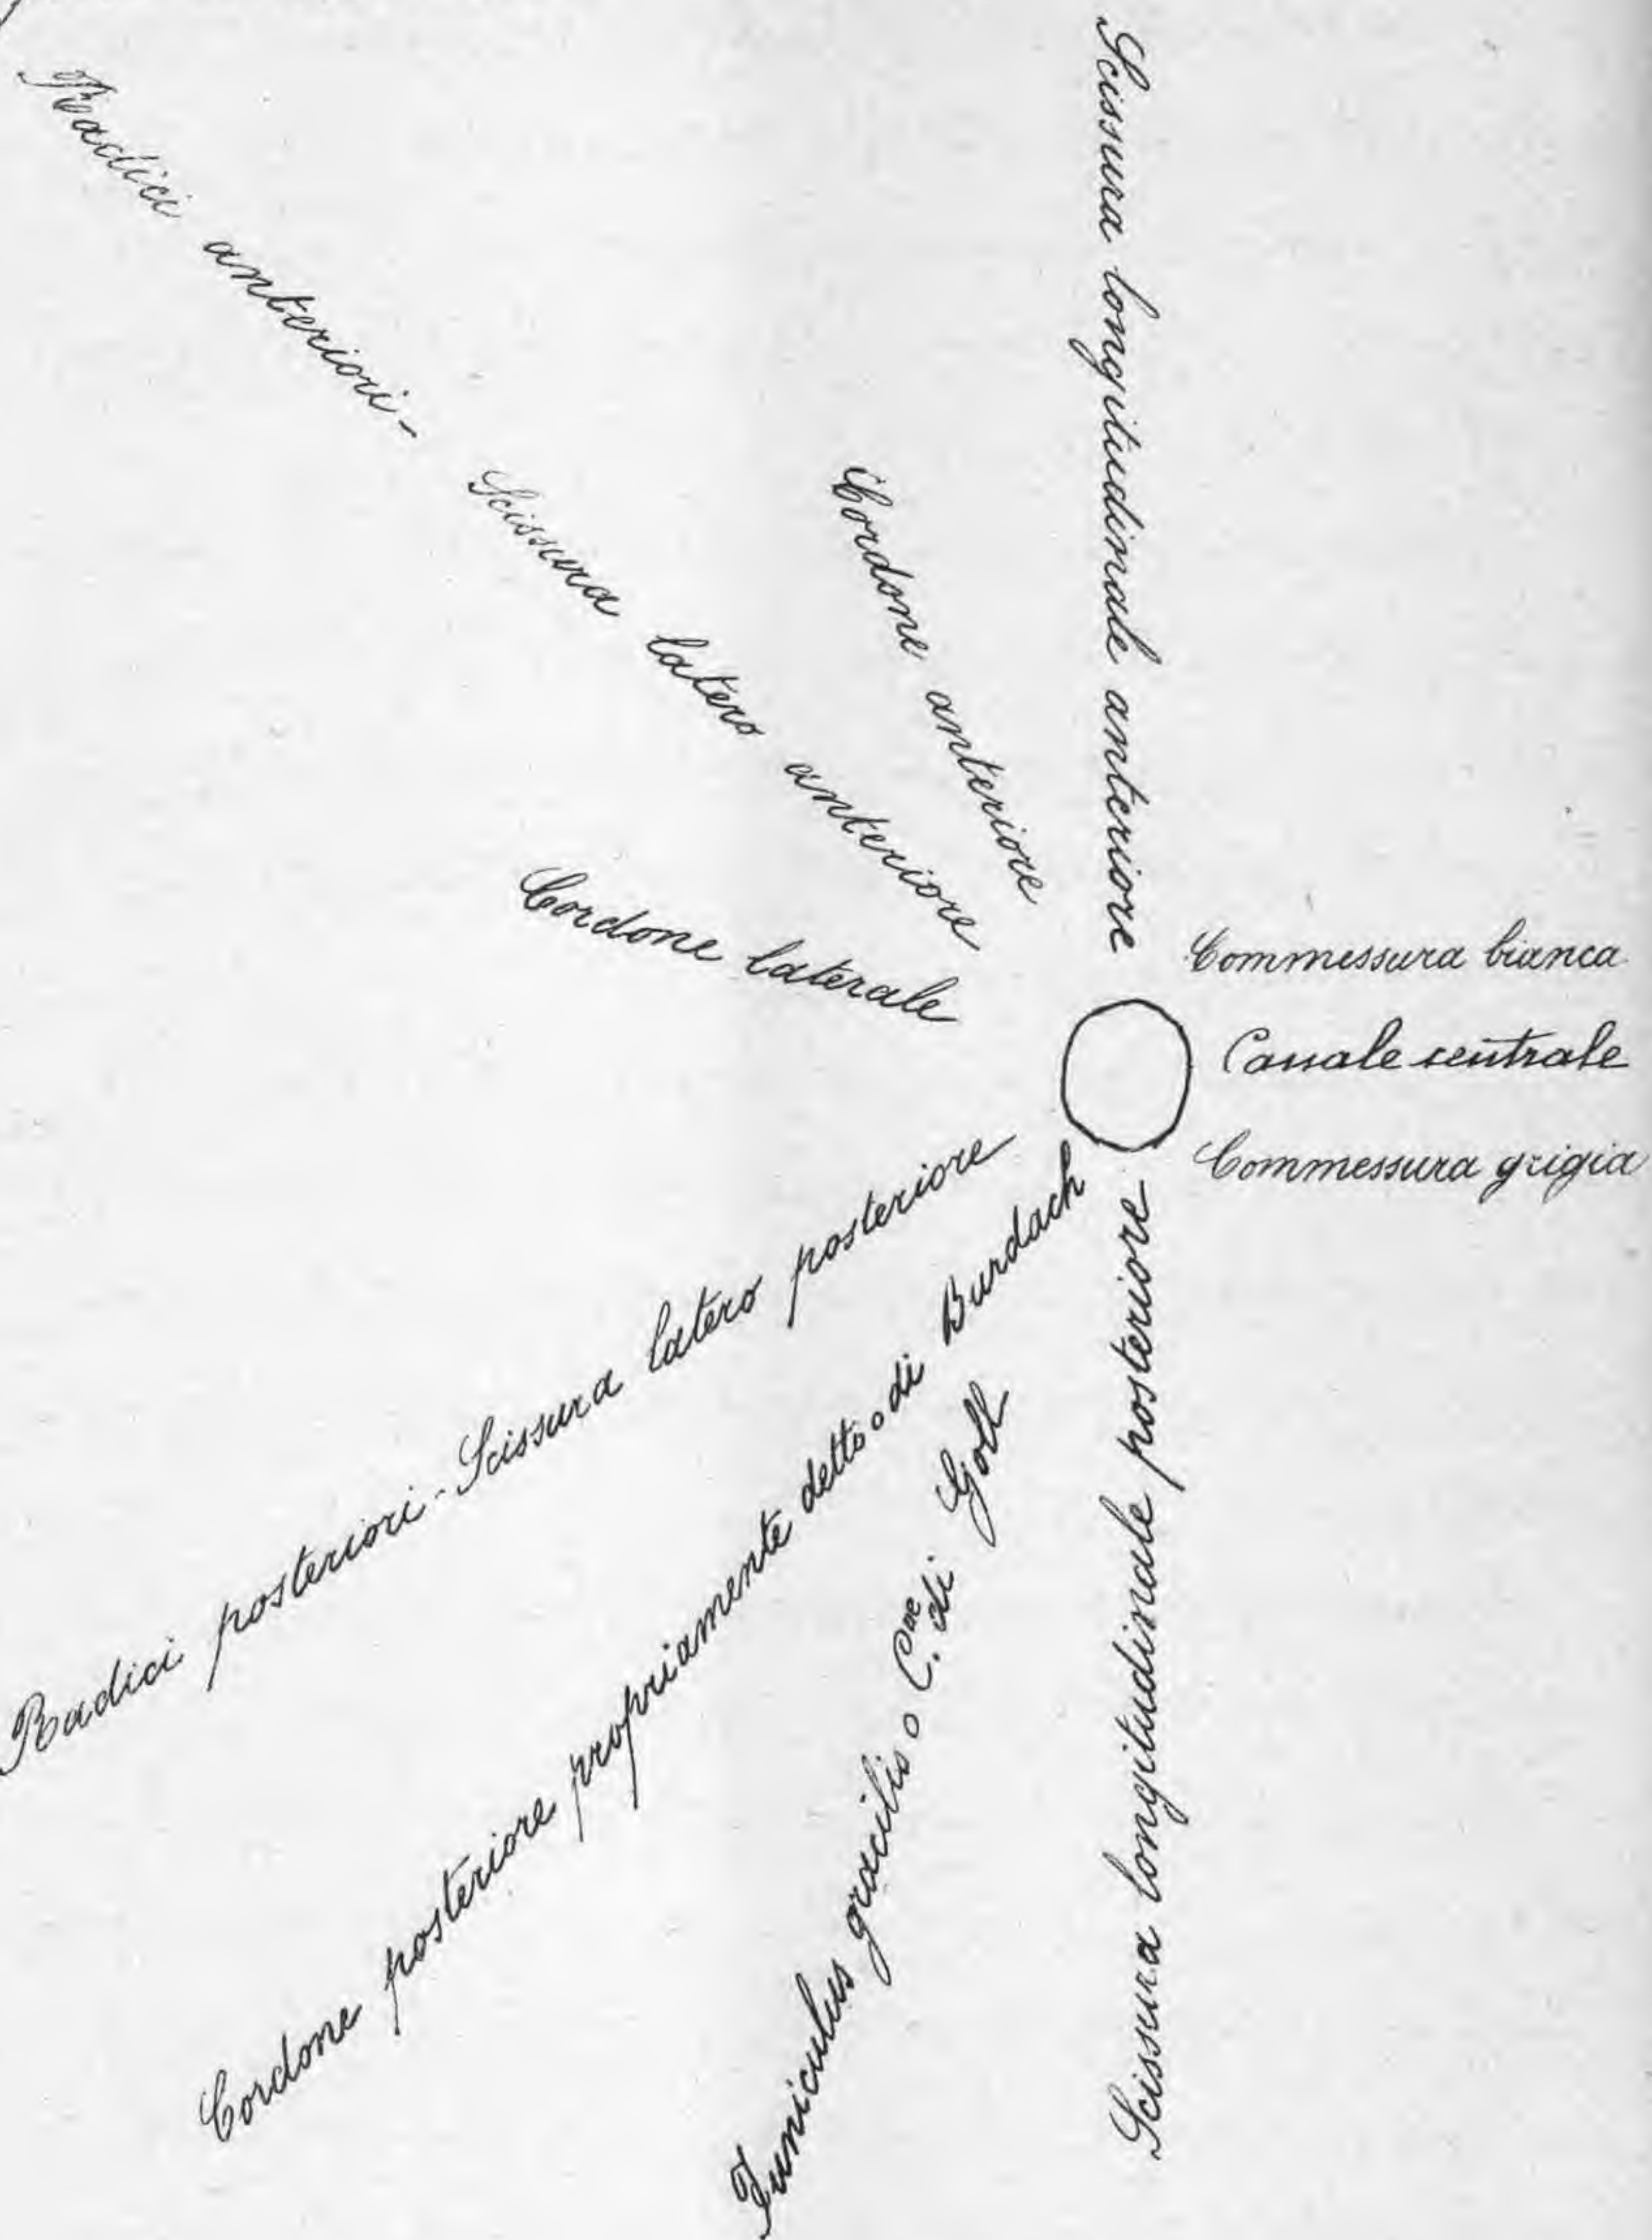 Scissura longitudinale anteriore
Radici anteriori - Scissura latero anteriore
Cordone anteriore
Cordone laterale
Commessura bianca
Canale centrale
Commessura grigia
Radici posteriori - Scissura latero posteriore
Cordone posteriore propriamente detto o di Burdach
Funiculus gracilis o C.ne di Goll
Scissura longitudinale posteriore